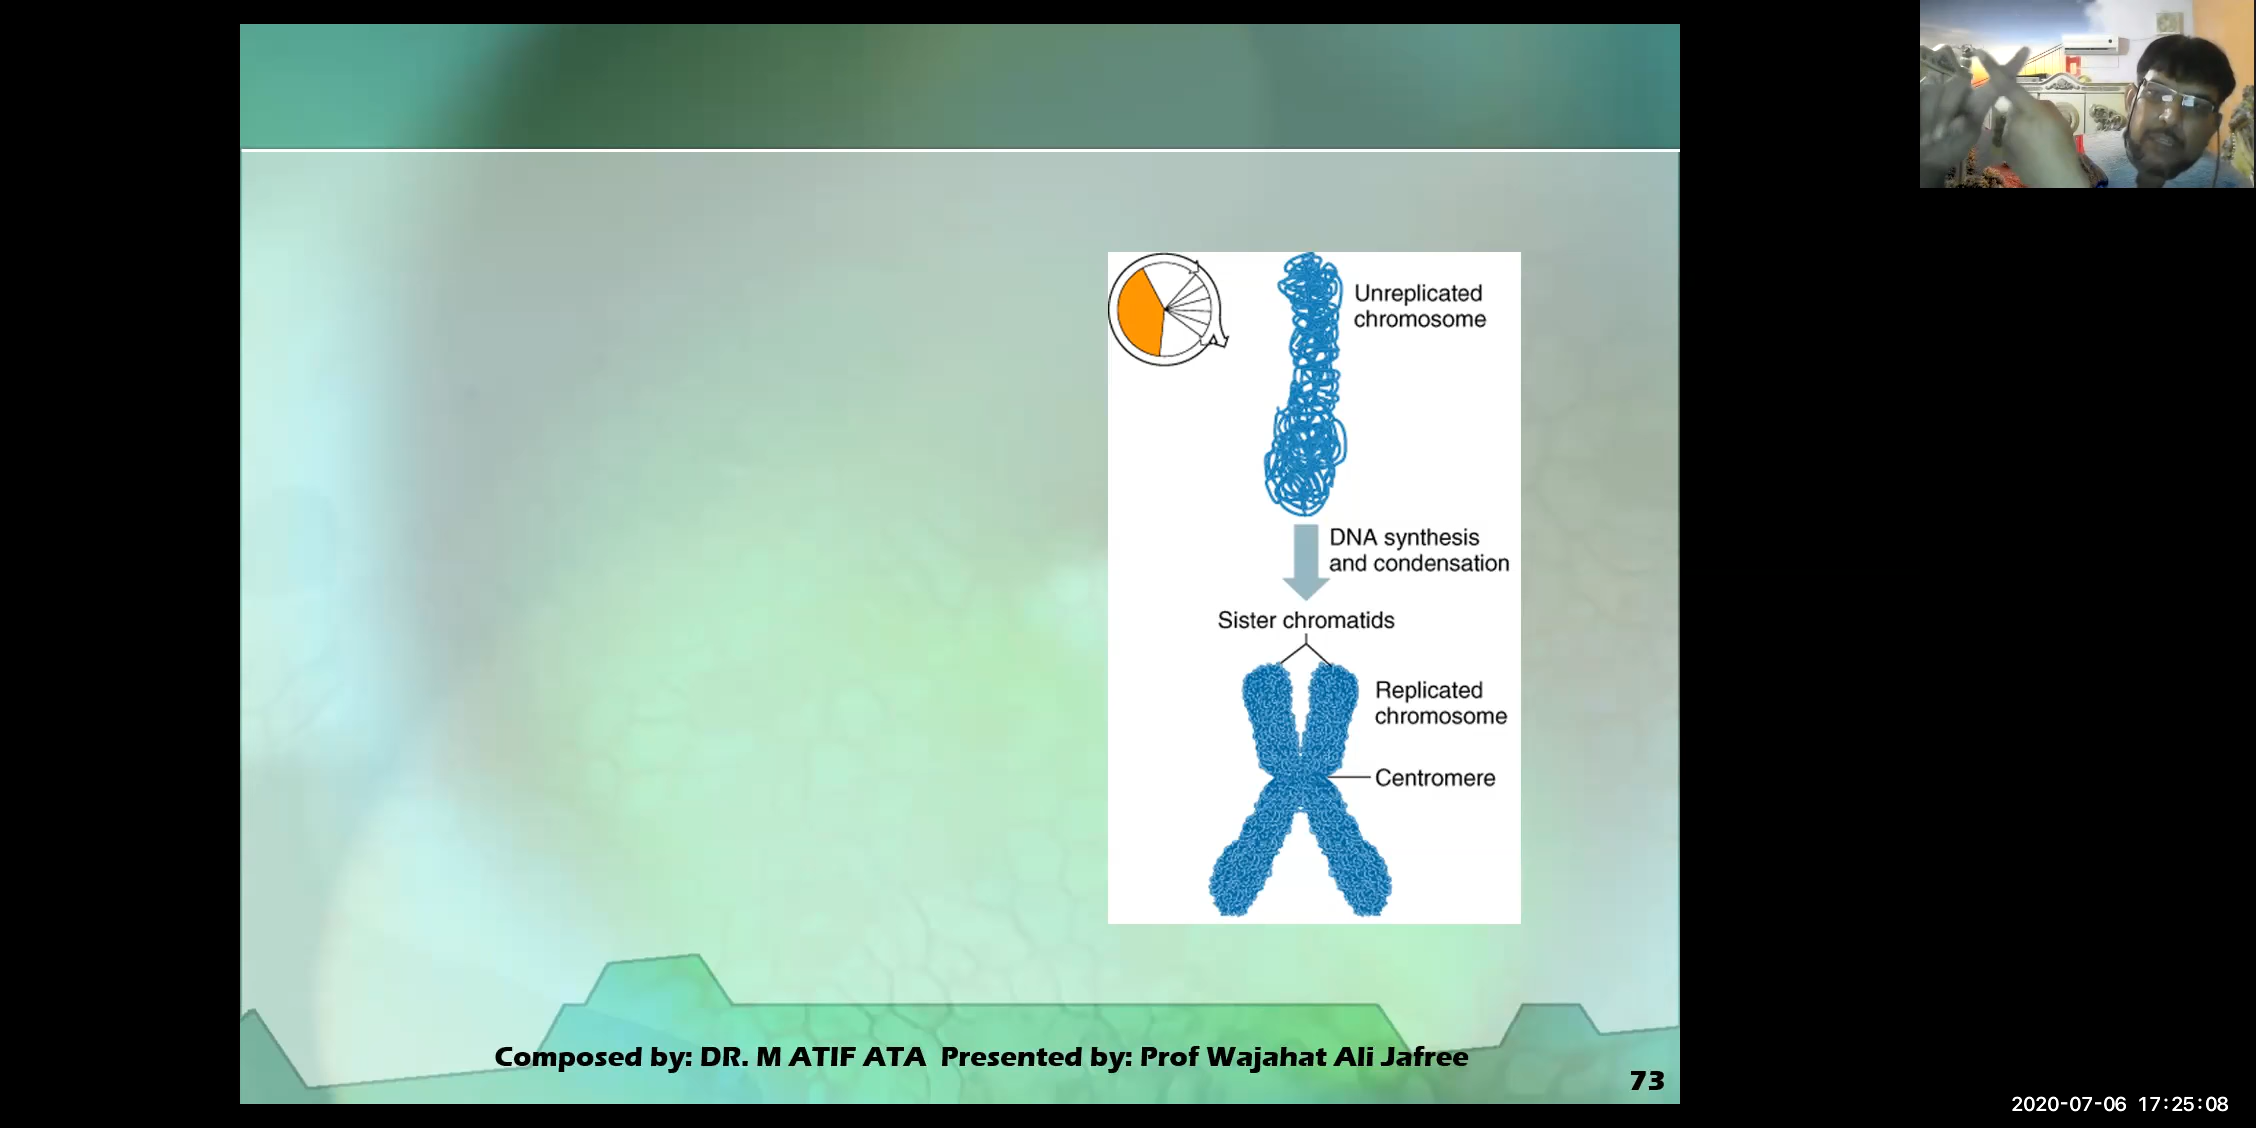 Unreplicated
chromosome
DNA synthesis
and condensation
Sister chromatids
Replicated
chromosome
Centromere
Composed by: DR. M ATIF ATA  Presented by: Prof Wajahat Ali Jafree
73
2020-07-06 17:25:08